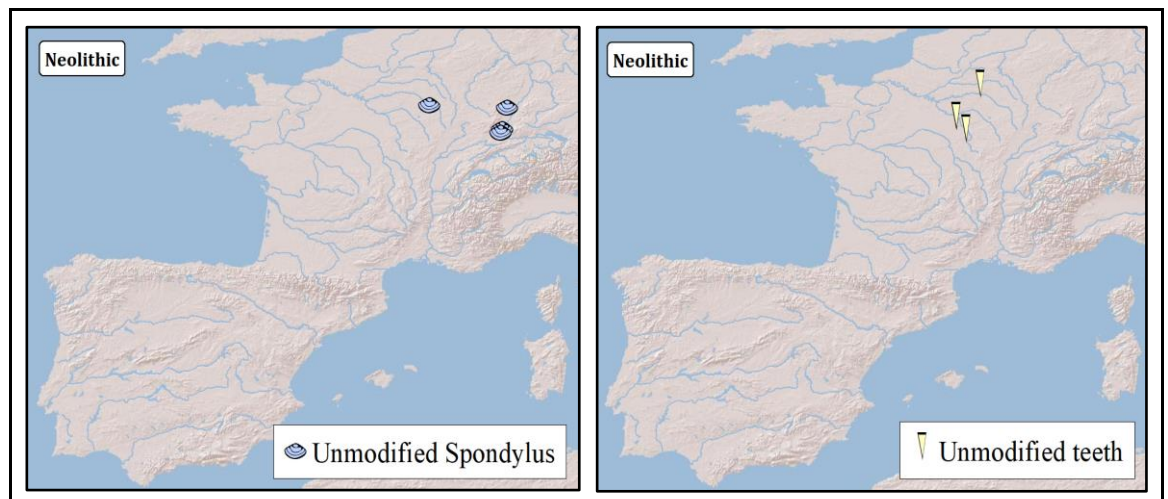 Neolithic
Unmodified Spondylus
Neolithic
Unmodified teeth